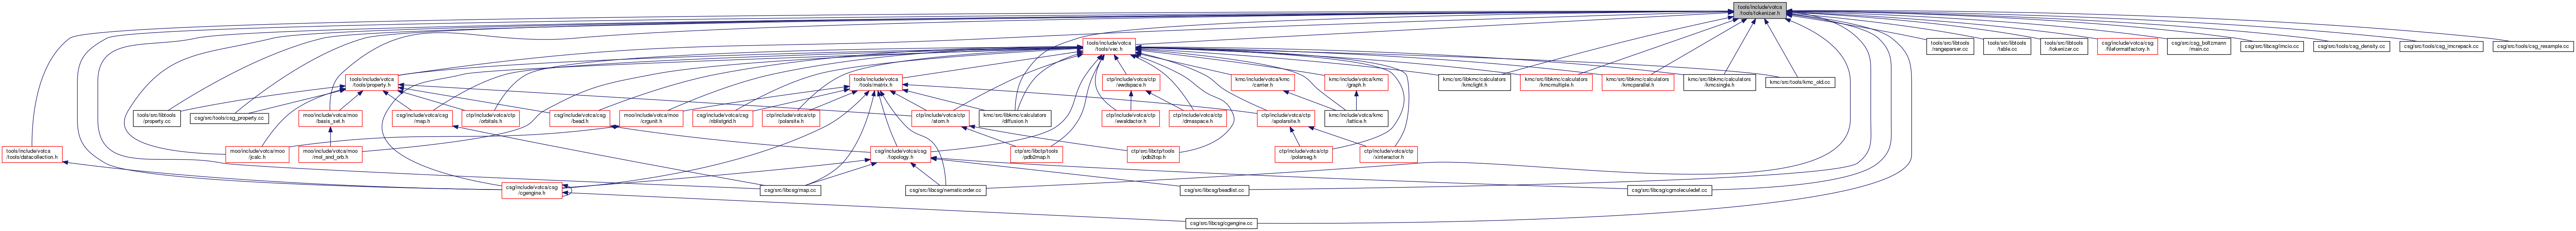 tools/include/votca
/tools/tokenizer.h
tools/include/votca
/tools/vec.h
tools/src/libtools
/rangeparser.cc
tools/src/libtools
/table.cc
tools/src/libtools
/tokenizer.cc
csg/include/votca/csg
/fileformatfactory.h
csg/src/csg_boltzmann
/main.cc
csg/src/libcsg/imcio.cc
csg/src/tools/csg_density.cc
csg/src/tools/csg_imcrepack.cc
csg/src/tools/csg_resample.cc
tools/include/votca
/tools/property.h
tools/include/votca
/tools/matrix.h
ctp/include/votca/ctp
/ewdspace.h
kmc/include/votca/kmc
/carrier.h
kmc/include/votca/kmc
/graph.h
kmc/src/libkmc/calculators
/kmclight.h
kmc/src/libkmc/calculators
/kmcmultiple.h
kmc/src/libkmc/calculators
/kmcparallel.h
kmc/src/libkmc/calculators
/kmcsingle.h
kmc/src/tools/kmc_old.cc
tools/src/libtools
/property.cc
csg/src/tools/csg_property.cc
moo/include/votca/moo
/basis_set.h
csg/include/votca/csg
/map.h
ctp/include/votca/ctp
/orbitals.h
csg/include/votca/csg
/bead.h
moo/include/votca/moo
/crgunit.h
csg/include/votca/csg
/nblistgrid.h
ctp/include/votca/ctp
/polarsite.h
ctp/include/votca/ctp
/atom.h
kmc/src/libkmc/calculators
/diffusion.h
ctp/include/votca/ctp
/ewaldactor.h
ctp/include/votca/ctp
/dmaspace.h
ctp/include/votca/ctp
/apolarsite.h
kmc/include/votca/kmc
/lattice.h
tools/include/votca
/tools/datacollection.h
moo/include/votca/moo
/jcalc.h
moo/include/votca/moo
/mol_and_orb.h
csg/include/votca/csg
/topology.h
ctp/src/libctp/tools
/pdb2map.h
ctp/src/libctp/tools
/pdb2top.h
ctp/include/votca/ctp
/polarseg.h
ctp/include/votca/ctp
/xinteractor.h
csg/include/votca/csg
/cgengine.h
csg/src/libcsg/map.cc
csg/src/libcsg/nematicorder.cc
csg/src/libcsg/beadlist.cc
csg/src/libcsg/cgmoleculedef.cc
csg/src/libcsg/cgengine.cc